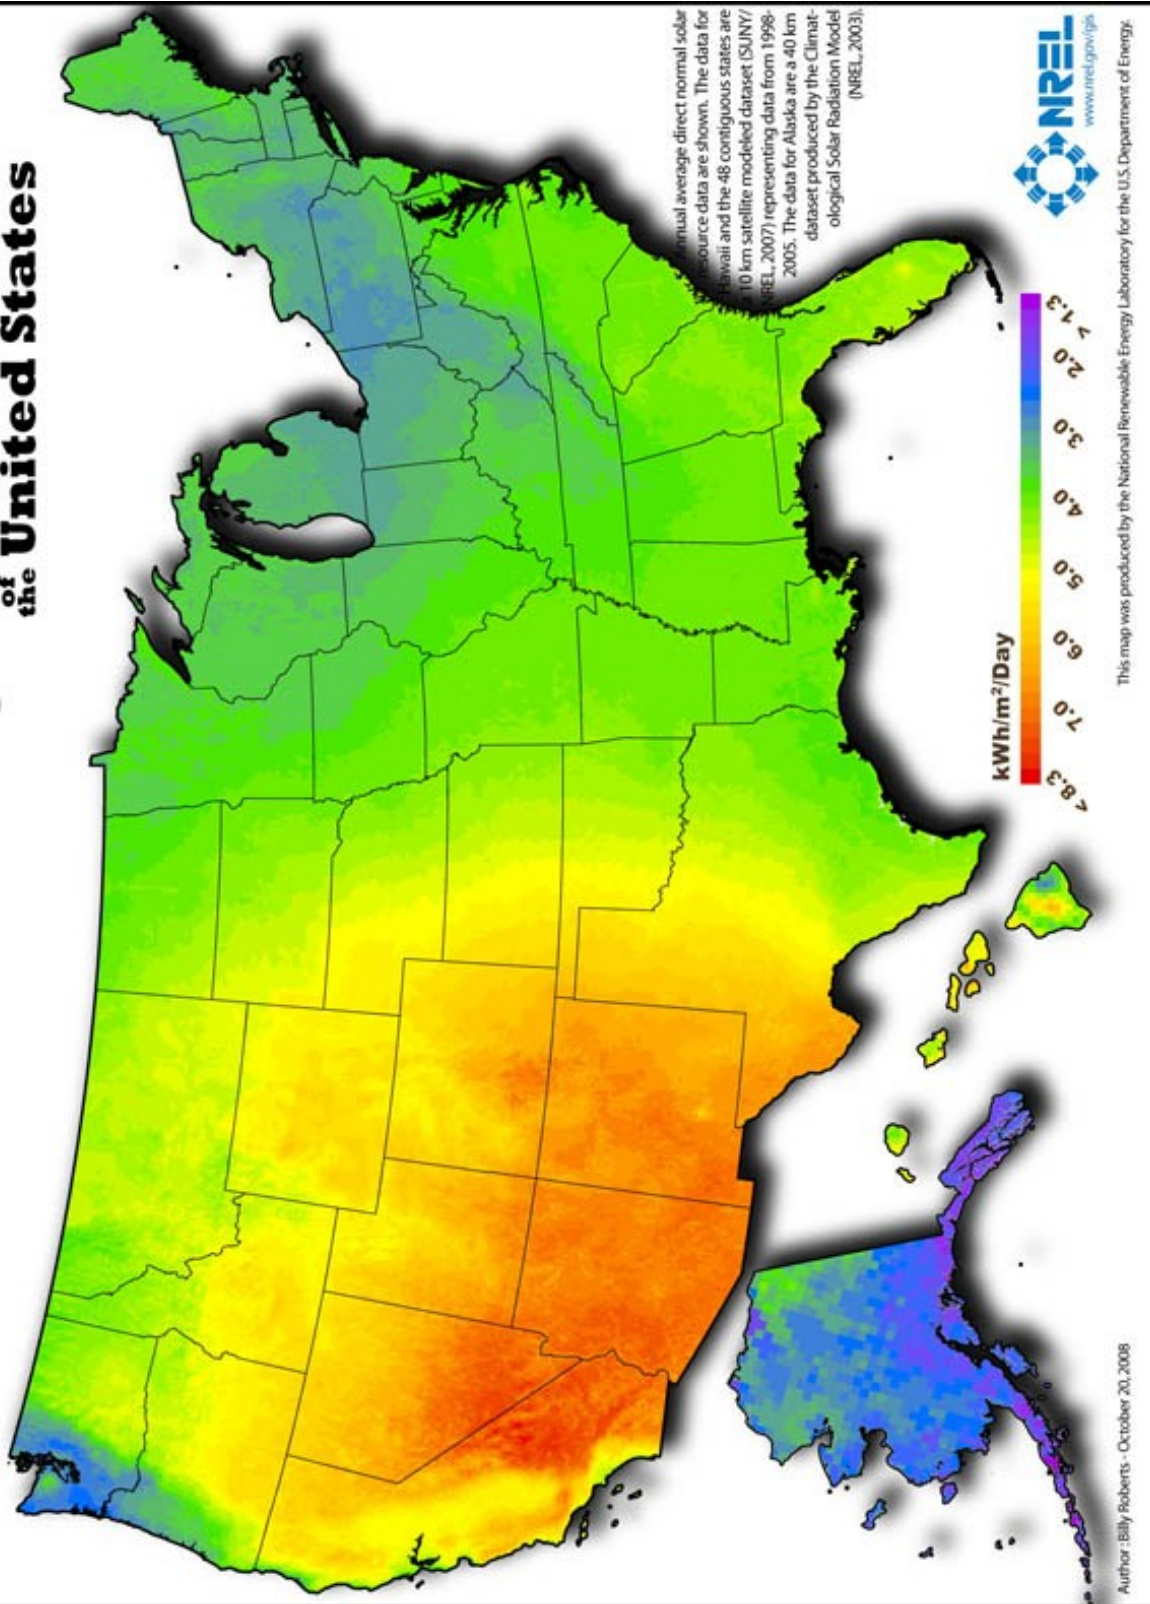 of
the United States
Annual average direct normal solar
resource data are shown. The data for
Hawaii and the 48 contiguous states are
a 10 km satellite modeled dataset (SUNY/
NREL, 2007) representing data from 1998-
2005. The data for Alaska are a 40 km
dataset produced by the Climat-
ological Solar Radiation Model
(NREL, 2003).
kWh/m²/Day
< 8.3
7.0
6.0
5.0
4.0
3.0
2.0
> 1.3
NREL
www.nrel.gov/gis
Author : Billy Roberts - October 20, 2008
This map was produced by the National Renewable Energy Laboratory for the U.S. Department of Energy.